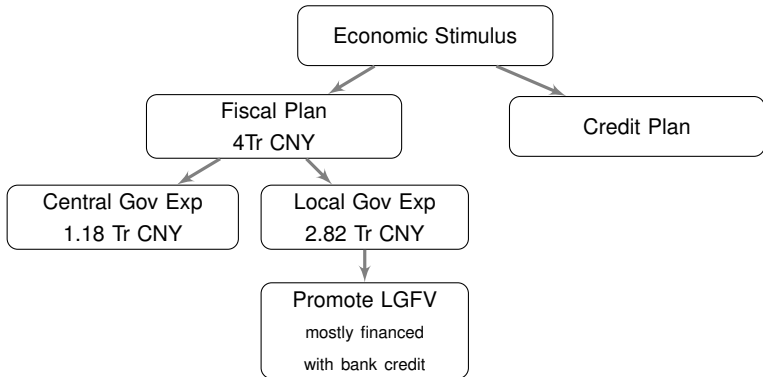 Economic Stimulus
Fiscal Plan
4Tr CNY
Credit Plan
Central Gov Exp
1.18 Tr CNY
Local Gov Exp
2.82 Tr CNY
Promote LGFV
mostly financed
with bank credit